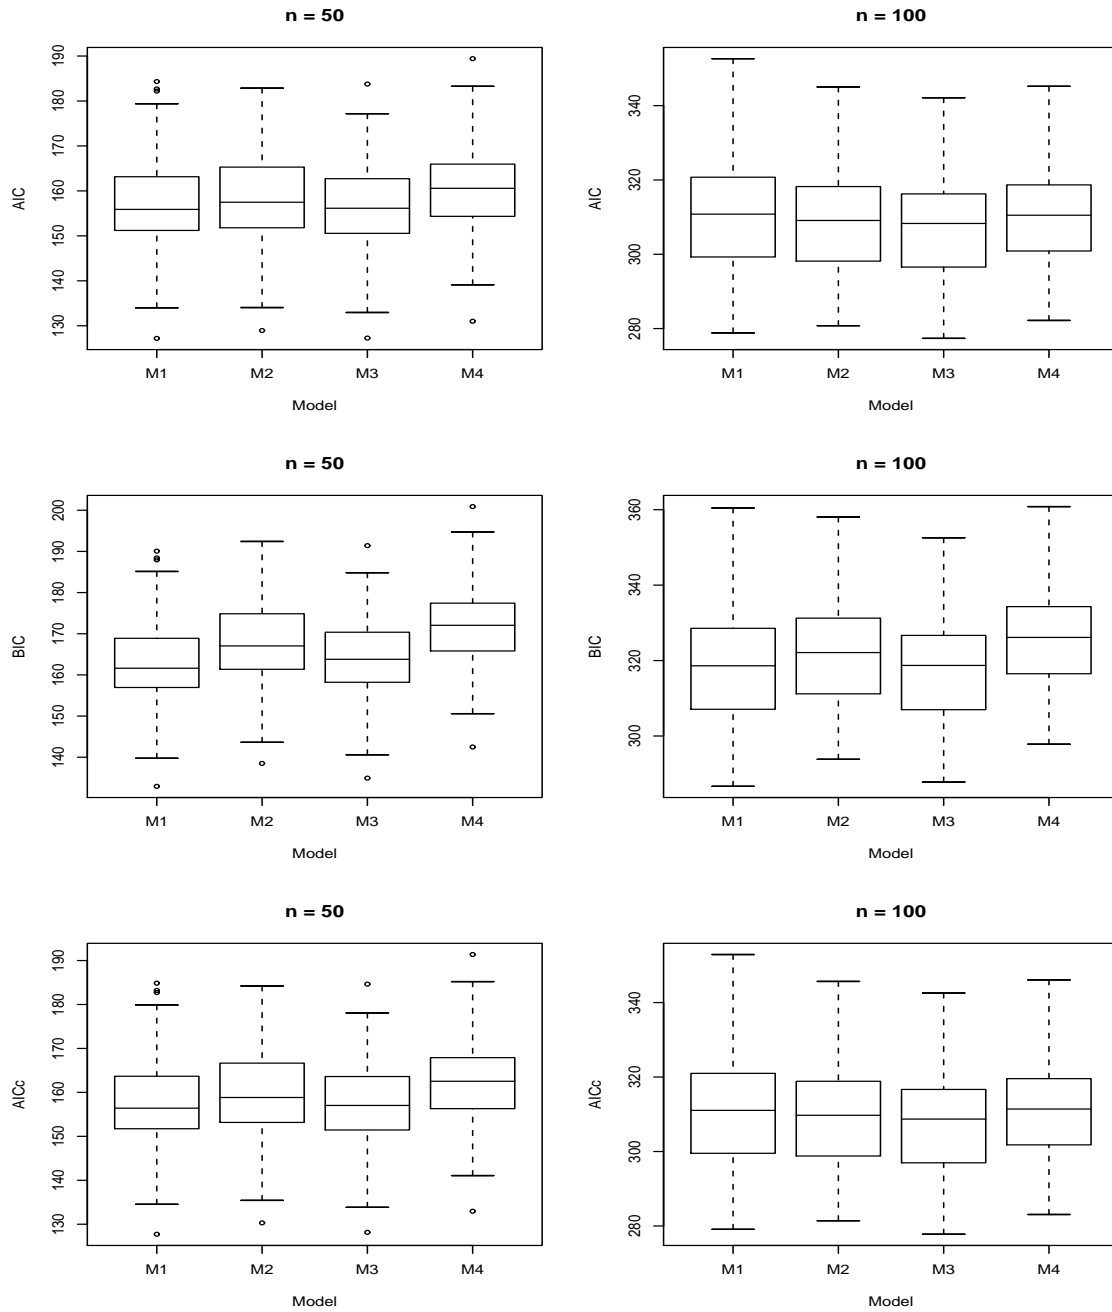 n = 50
190
180
170
160
150
140
130
AIC
M1 M2 M3 M4
Model
n = 100
340
320
300
280
AIC
M1 M2 M3 M4
Model
n = 50
200
190
180
170
160
150
140
BIC
M1 M2 M3 M4
Model
n = 100
360
340
320
300
BIC
M1 M2 M3 M4
Model
n = 50
190
180
170
160
150
140
130
AICc
M1 M2 M3 M4
Model
n = 100
340
320
300
280
AICc
M1 M2 M3 M4
Model